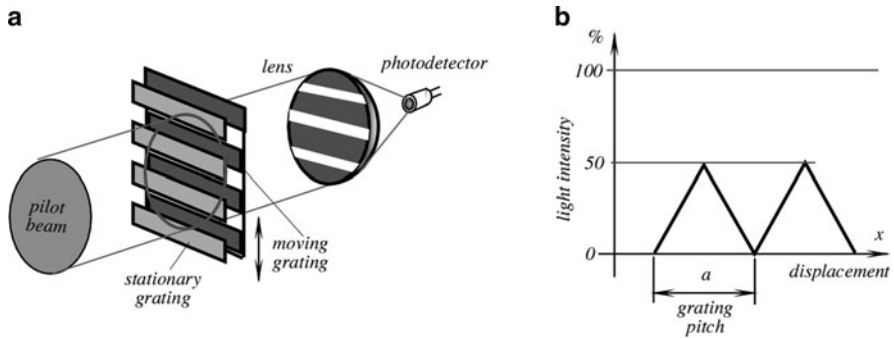 a
lens
photodetector
pilot
beam
moving
grating
stationary
grating
b
%
100
50
0
light intensity
x
displacement
a
grating
pitch